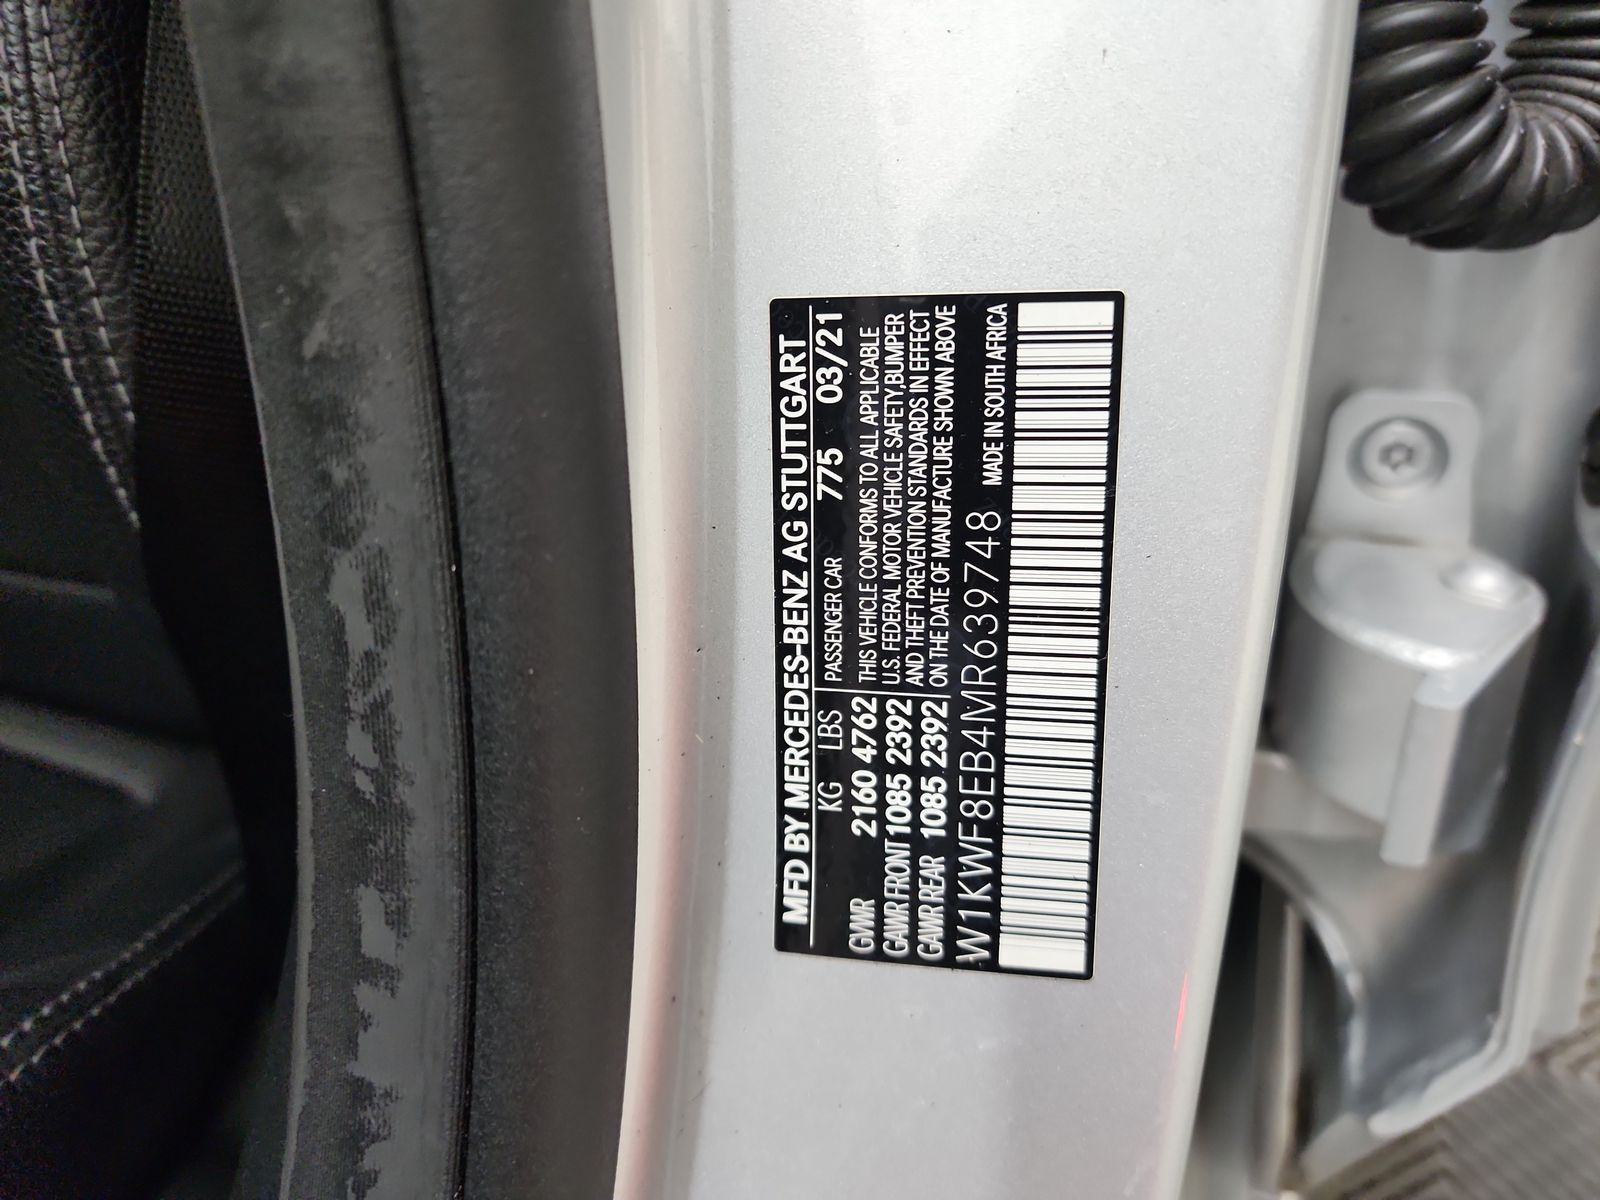 MFD BY MERCEDES-BENZ AG STUTTGART
KG LBS PASSENGER CAR 775 03/21
GVWR 2160 4762 THIS VEHICLE CONFORMS TO ALL APPLICABLE
GAWR FRONT 1085 2392 U.S. FEDERAL MOTOR VEHICLE SAFETY,BUMPER
GAWR REAR 1085 2392 AND THEFT PREVENTION STANDARDS IN EFFECT
ON THE DATE OF MANUFACTURE SHOWN ABOVE
W1KWF8EB4MR639748 MADE IN SOUTH AFRICA